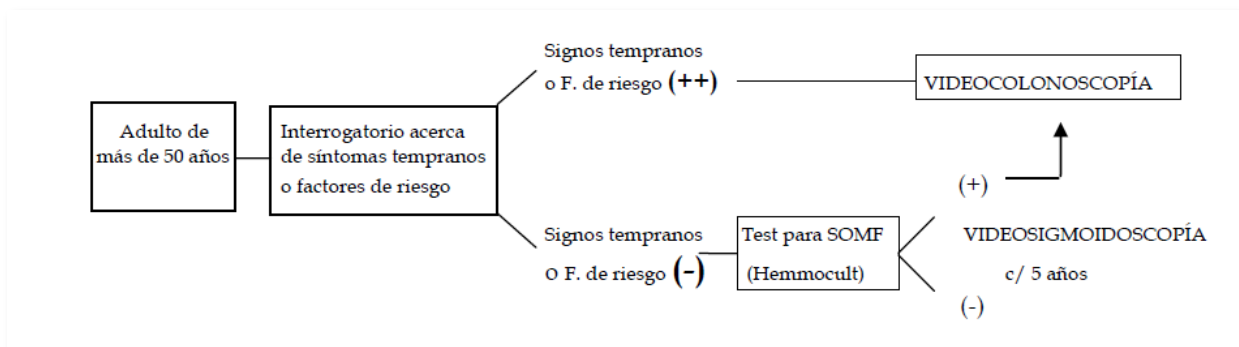 Adulto de
más de 50 años
Interrogatorio acerca
de síntomas tempranos
o factores de riesgo
Signos tempranos
o F. de riesgo (++)
VIDEOCOLONOSCOPÍA
Signos tempranos
O F. de riesgo (-)
Test para SOMF
(Hemmocult)
(+)
VIDEOSIGMOIDOSCOPÍA
c/ 5 años
(-)